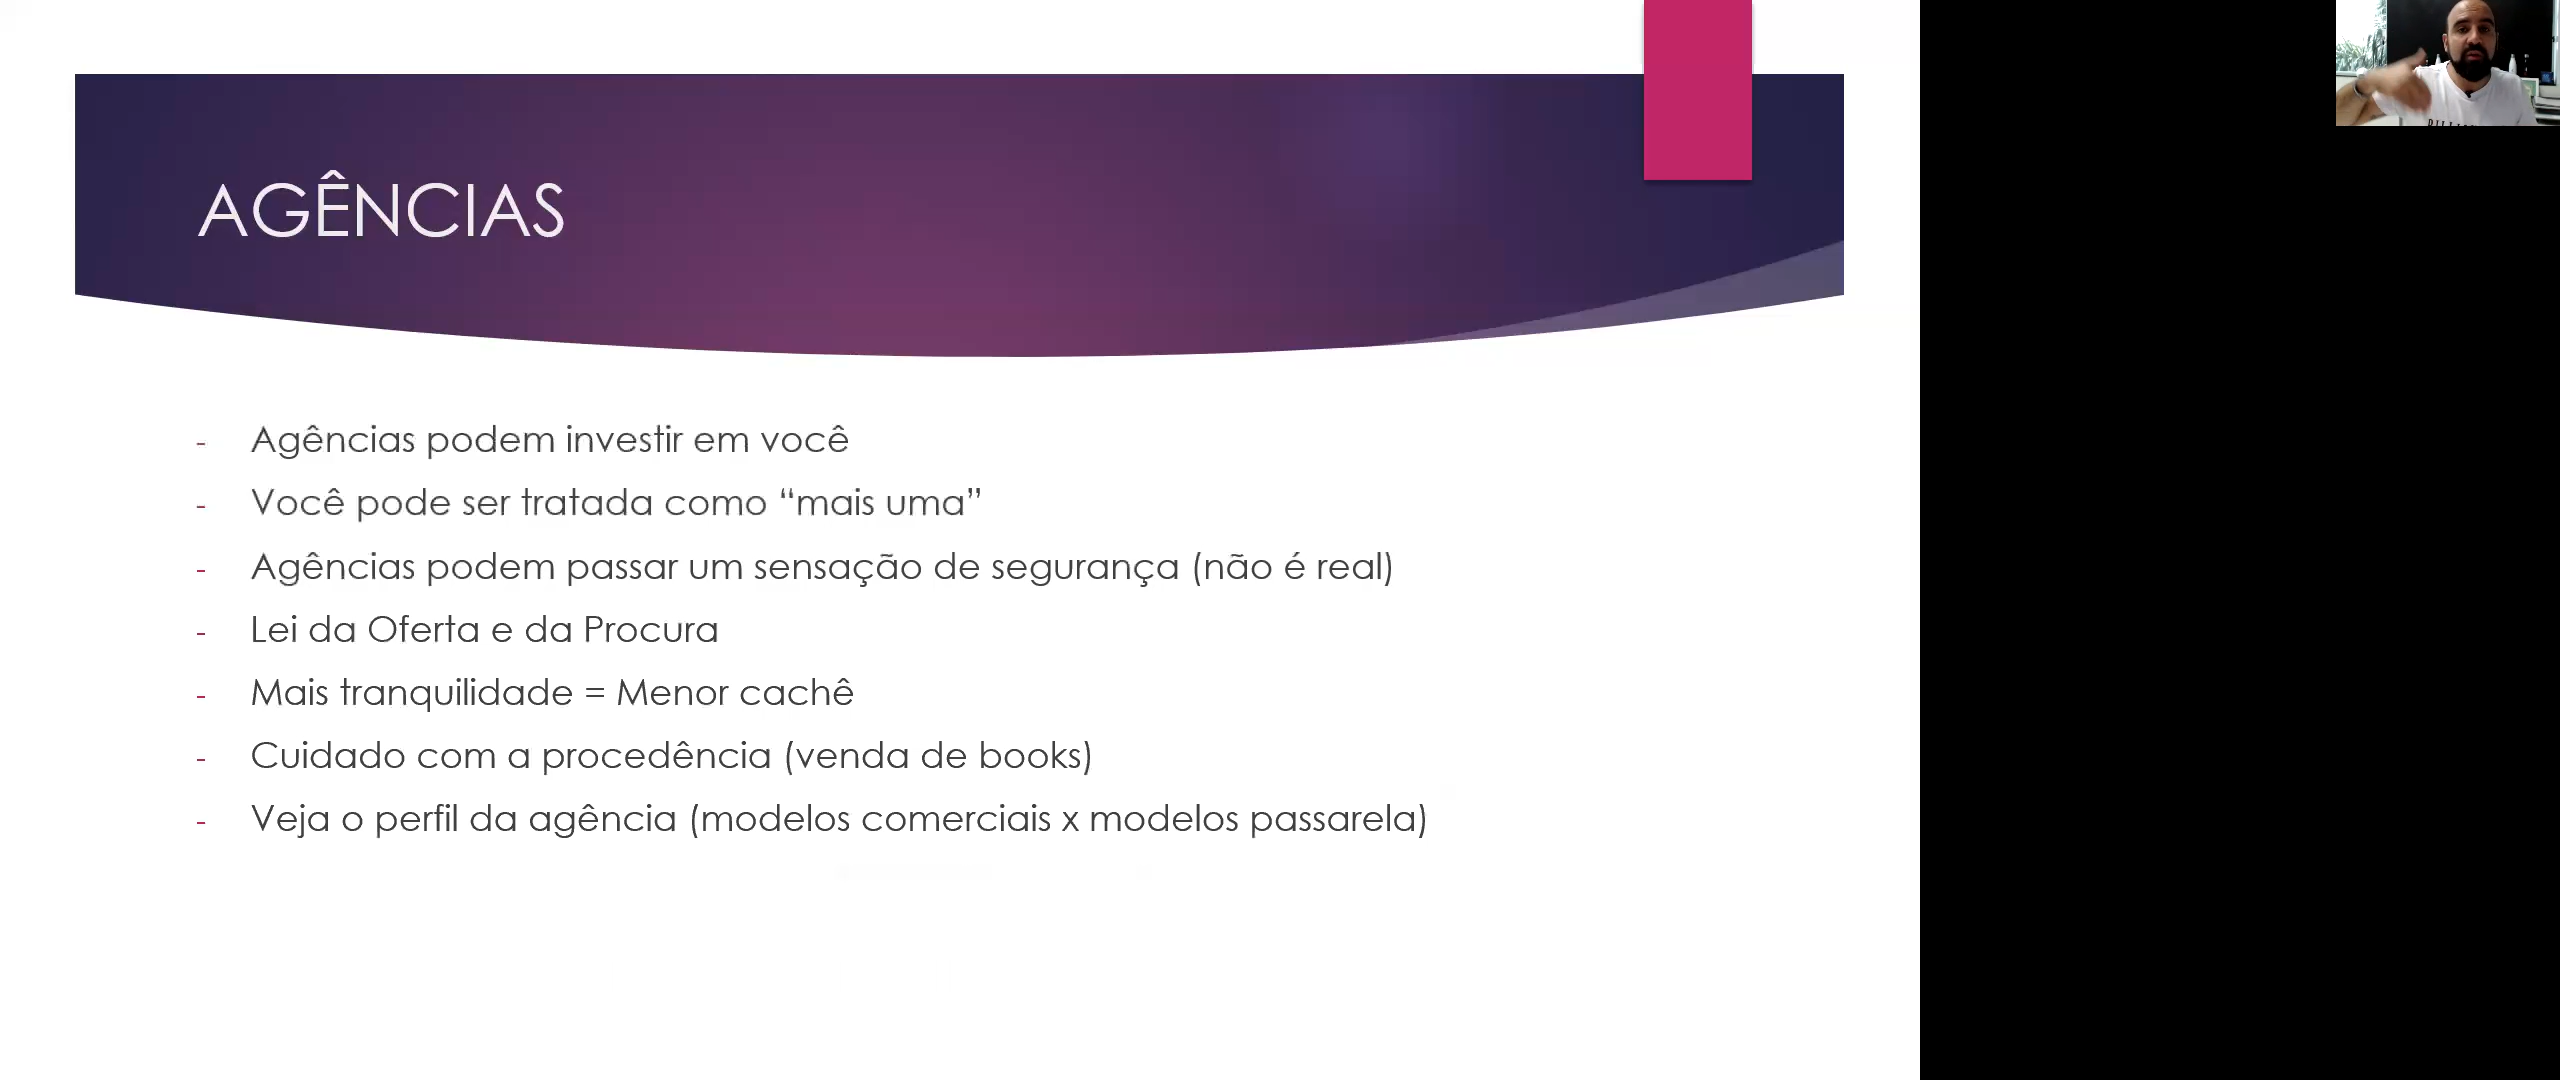 AGÊNCIAS
- Agências podem investir em você
- Você pode ser tratada como “mais uma”
- Agências podem passar um sensação de segurança (não é real)
- Lei da Oferta e da Procura
- Mais tranquilidade = Menor cachê
- Cuidado com a procedência (venda de books)
- Veja o perfil da agência (modelos comerciais x modelos passarela)